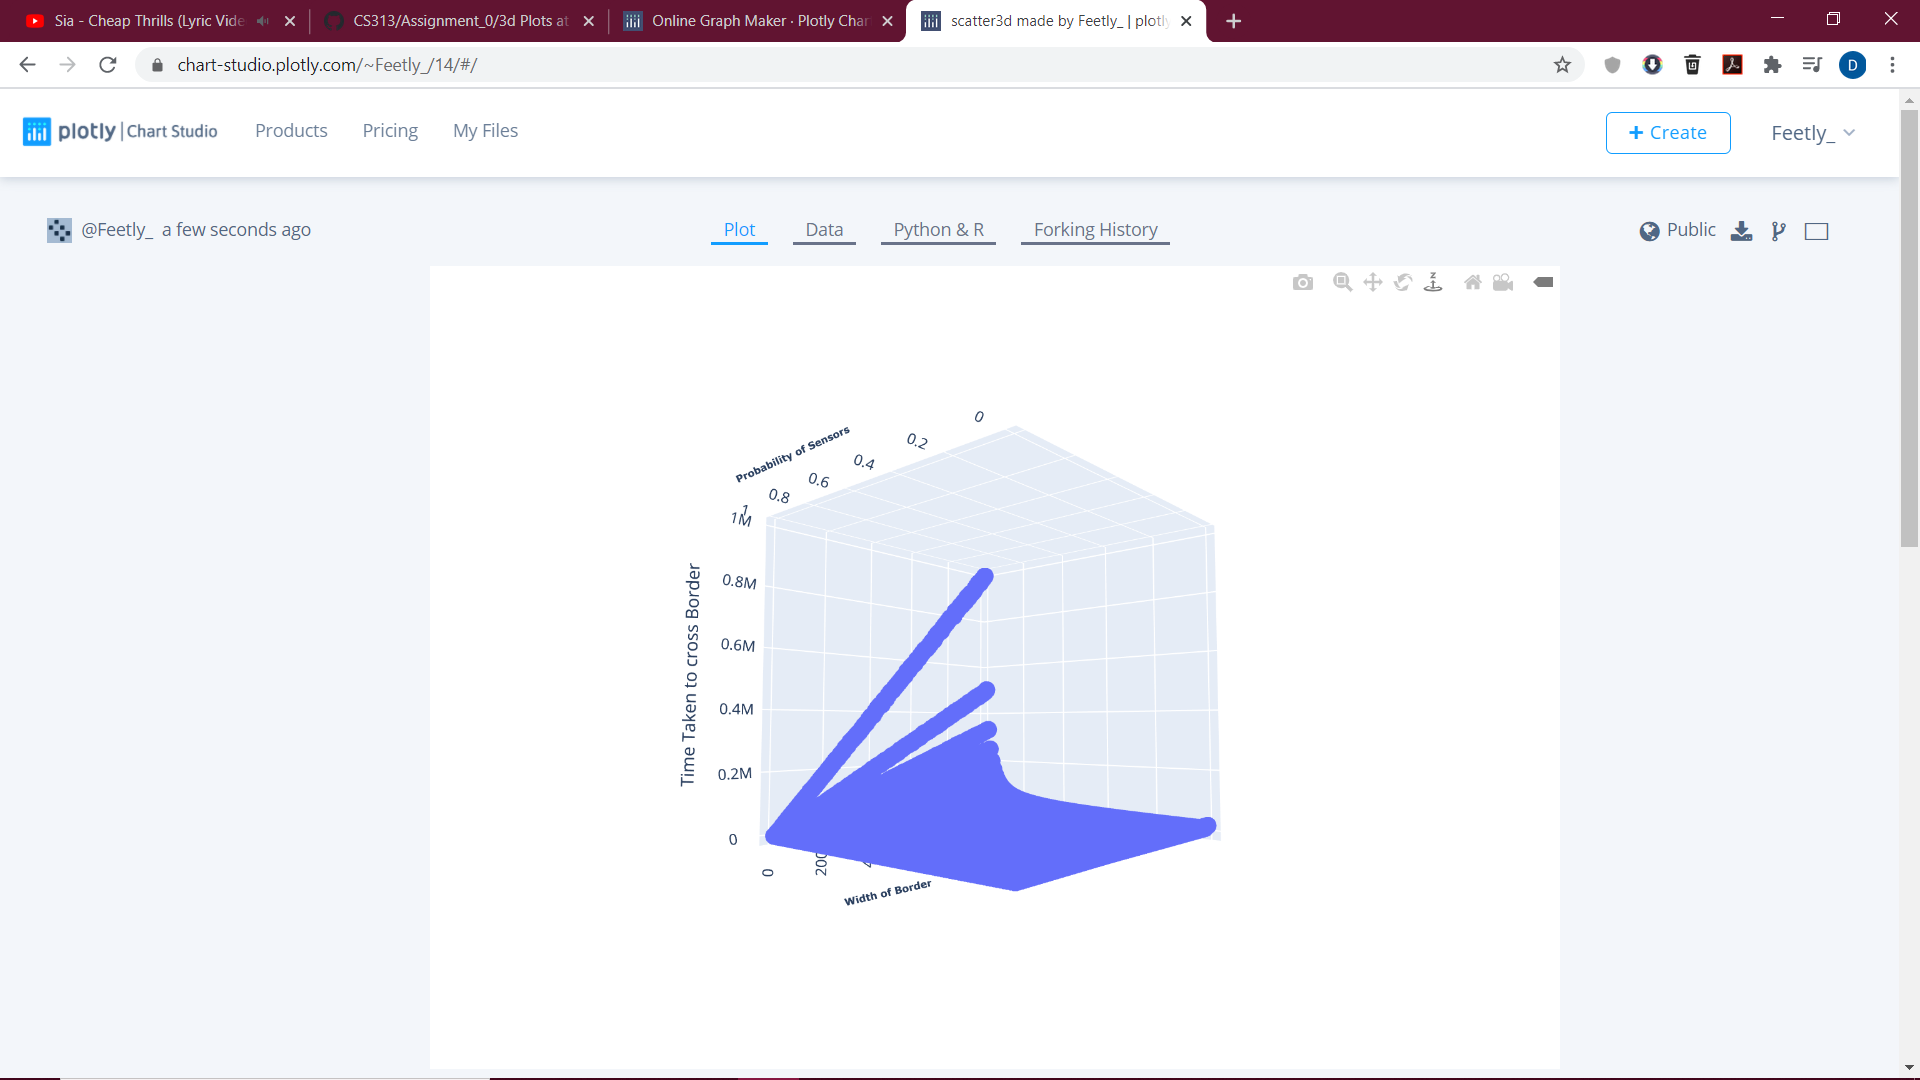 Sia - Cheap Thrills (Lyric Vide
CS313/Assignment_0/3d Plots at
Online Graph Maker · Plotly Char
scatter3d made by Feetly_ | plotly
chart-studio.plotly.com/~Feetly_/14/#/
D
plotly | Chart Studio
Products
Pricing
My Files
+ Create
Feetly_
@Feetly_ a few seconds ago
Plot
Data
Python & R
Forking History
Public
z
0
0.2
0.4
0.6
0.8
1
Probability of Sensors
1M
0.8M
0.6M
0.4M
0.2M
0
Time Taken to cross Border
0
200
Width of Border